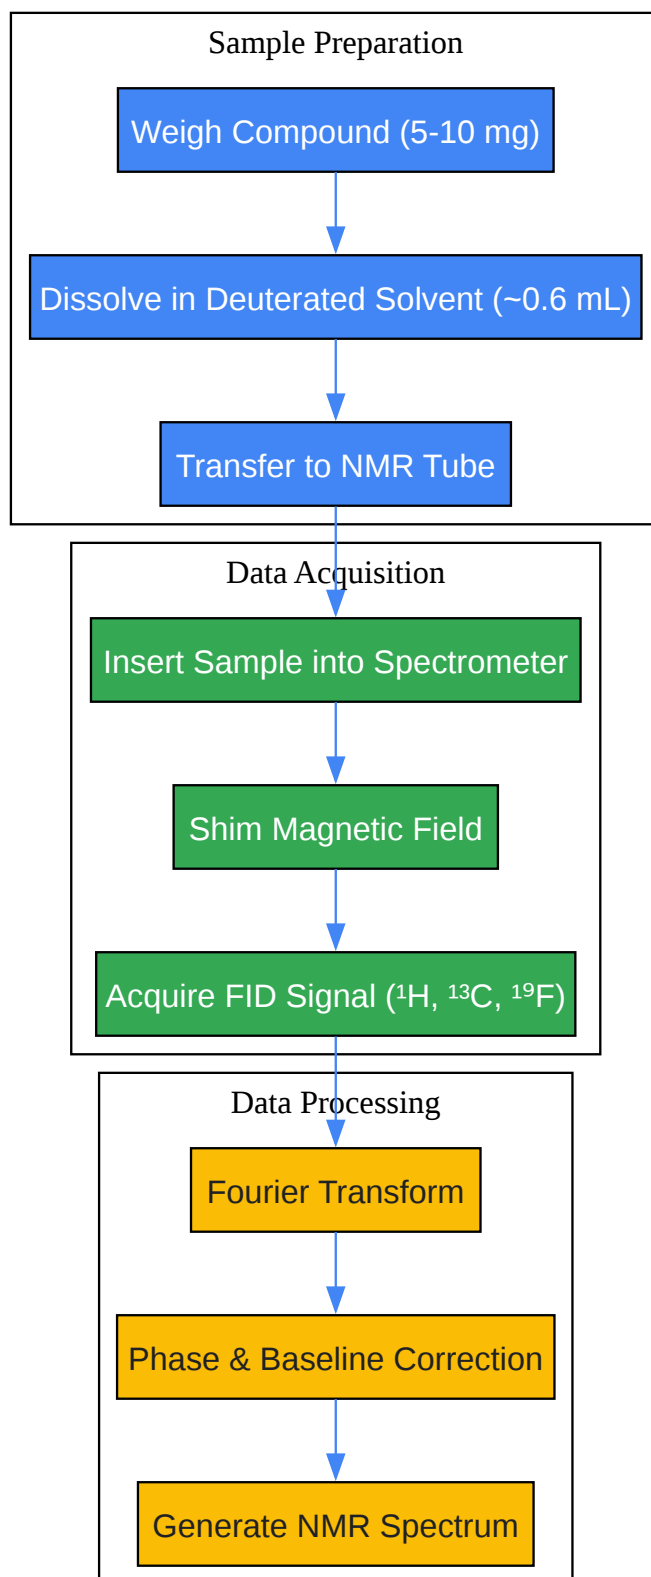 Sample Preparation
Weigh Compound (5-10 mg)
Dissolve in Deuterated Solvent (~0.6 mL)
Transfer to NMR Tube
Data Acquisition
Insert Sample into Spectrometer
Shim Magnetic Field
Acquire FID Signal (¹H, ¹³C, ¹⁹F)
Data Processing
Fourier Transform
Phase & Baseline Correction
Generate NMR Spectrum